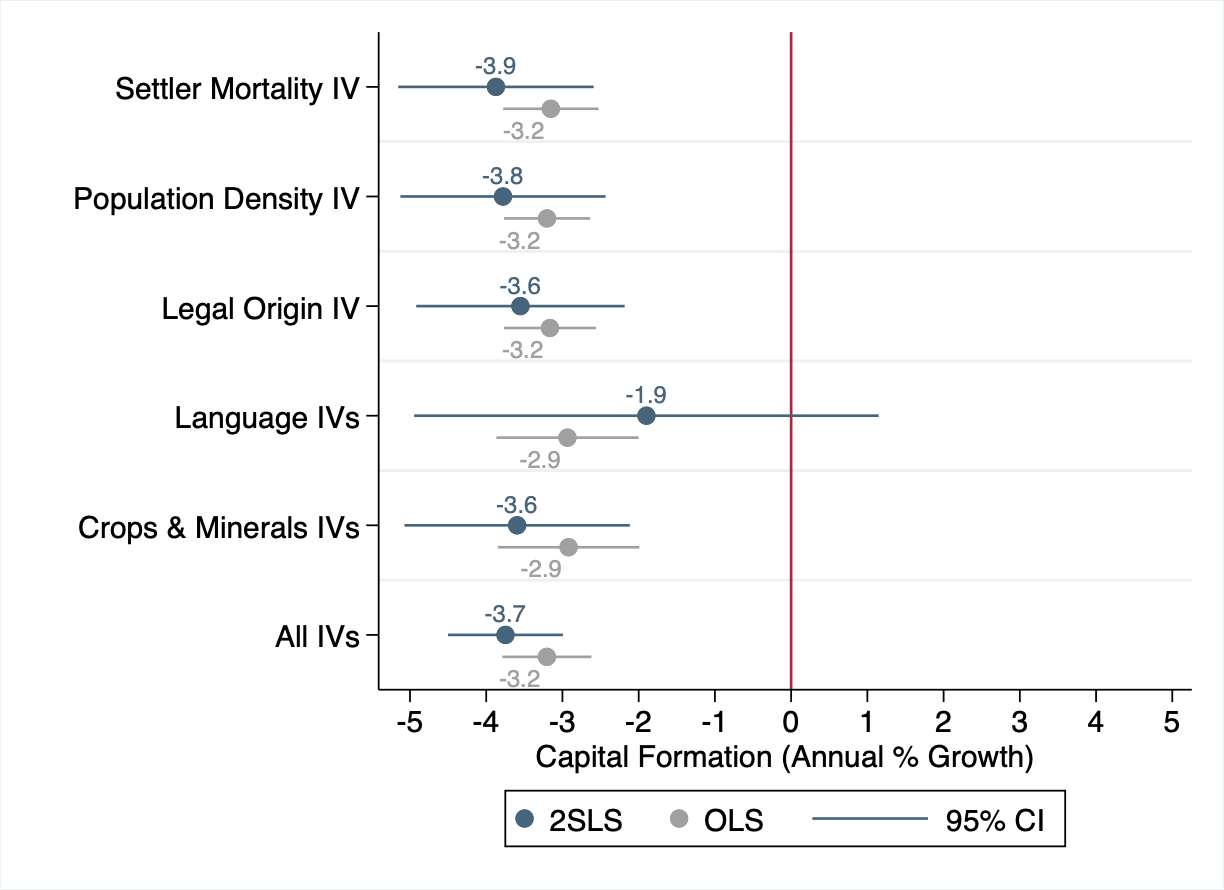 -3.9
Settler Mortality IV
-3.2
-3.8
Population Density IV
-3.2
-3.6
Legal Origin IV
-3.2
-1.9
Language IVs
-2.9
-3.6
Crops & Minerals IVs
-2.9
-3.7
All IVs
-3.2
-5 -4 -3 -2 -1 0 1 2 3 4 5
Capital Formation (Annual % Growth)
2SLS OLS 95% CI